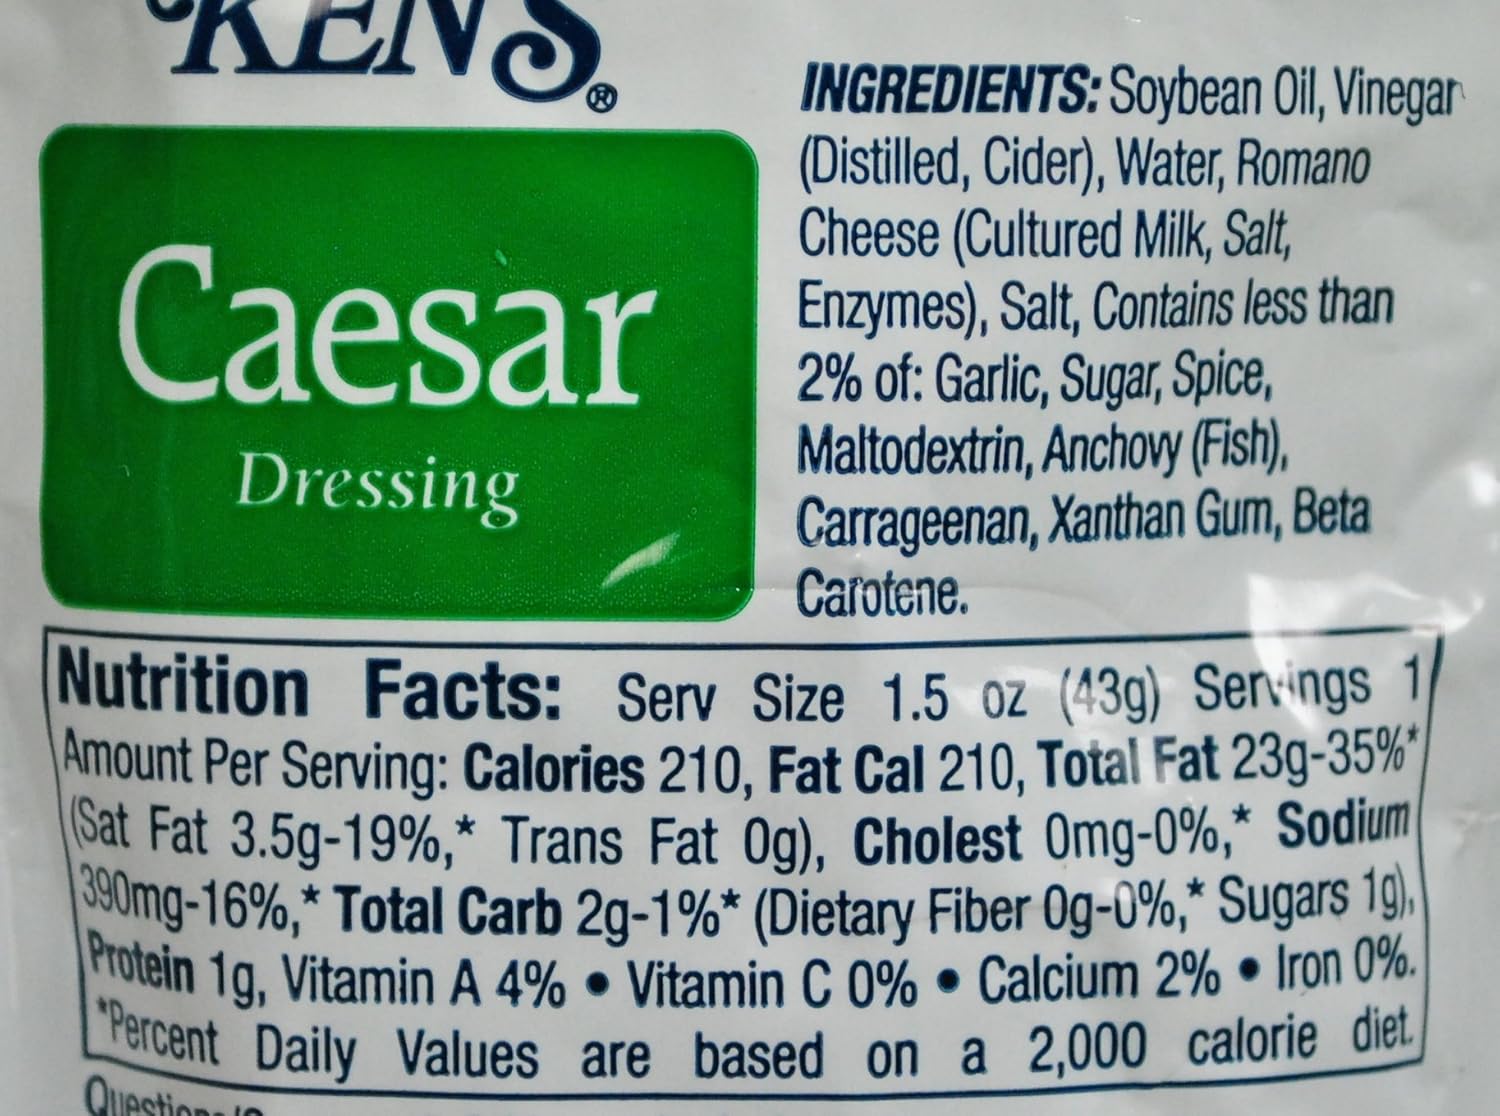 KEN'S®
Caesar
Dressing
INGREDIENTS: Soybean Oil, Vinegar
(Distilled, Cider), Water, Romano
Cheese (Cultured Milk, Salt,
Enzymes), Salt, Contains less than
2% of: Garlic, Sugar, Spice,
Maltodextrin, Anchovy (Fish),
Carrageenan, Xanthan Gum, Beta
Carotene.
Nutrition Facts: Serv Size 1.5 oz (43g) Servings 1
Amount Per Serving: Calories 210, Fat Cal 210, Total Fat 23g-35%*
(Sat Fat 3.5g-19%,* Trans Fat 0g), Cholest 0mg-0%,* Sodium
390mg-16%,* Total Carb 2g-1%* (Dietary Fiber 0g-0%,* Sugars 1g),
Protein 1g, Vitamin A 4% • Vitamin C 0% • Calcium 2% • Iron 0%.
*Percent Daily Values are based on a 2,000 calorie diet.